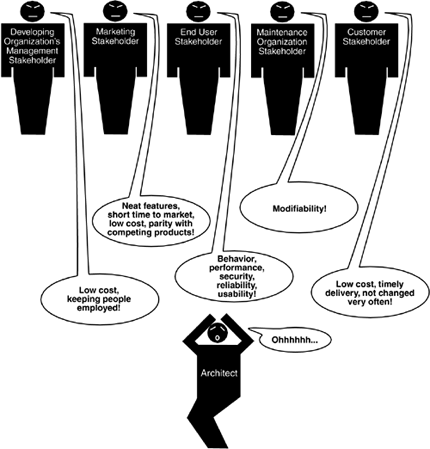 Developing
Organization's
Management
Stakeholder
Marketing
Stakeholder
End User
Stakeholder
Maintenance
Organization
Stakeholder
Customer
Stakeholder
Neat features,
short time to market,
low cost, parity with
competing products!
Modifiability!
Behavior,
performance,
security,
reliability,
usability!
Low cost,
keeping people
employed!
Low cost, timely
delivery, not changed
very often!
Ohhhhhh...
Architect